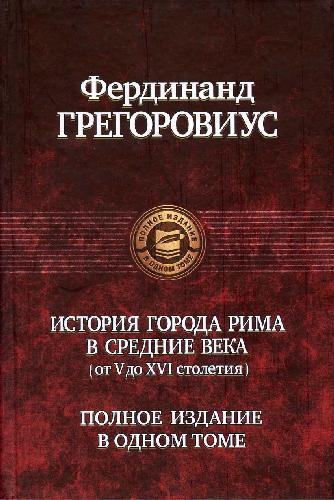 Фердинанд
ГРЕГОРОВИУС
ПОЛНОЕ ИЗДАНИЕ
В ОДНОМ ТОМЕ
ИСТОРИЯ ГОРОДА РИМА
В СРЕДНИЕ ВЕКА
(от V до XVI столетия)
ПОЛНОЕ ИЗДАНИЕ
В ОДНОМ ТОМЕ